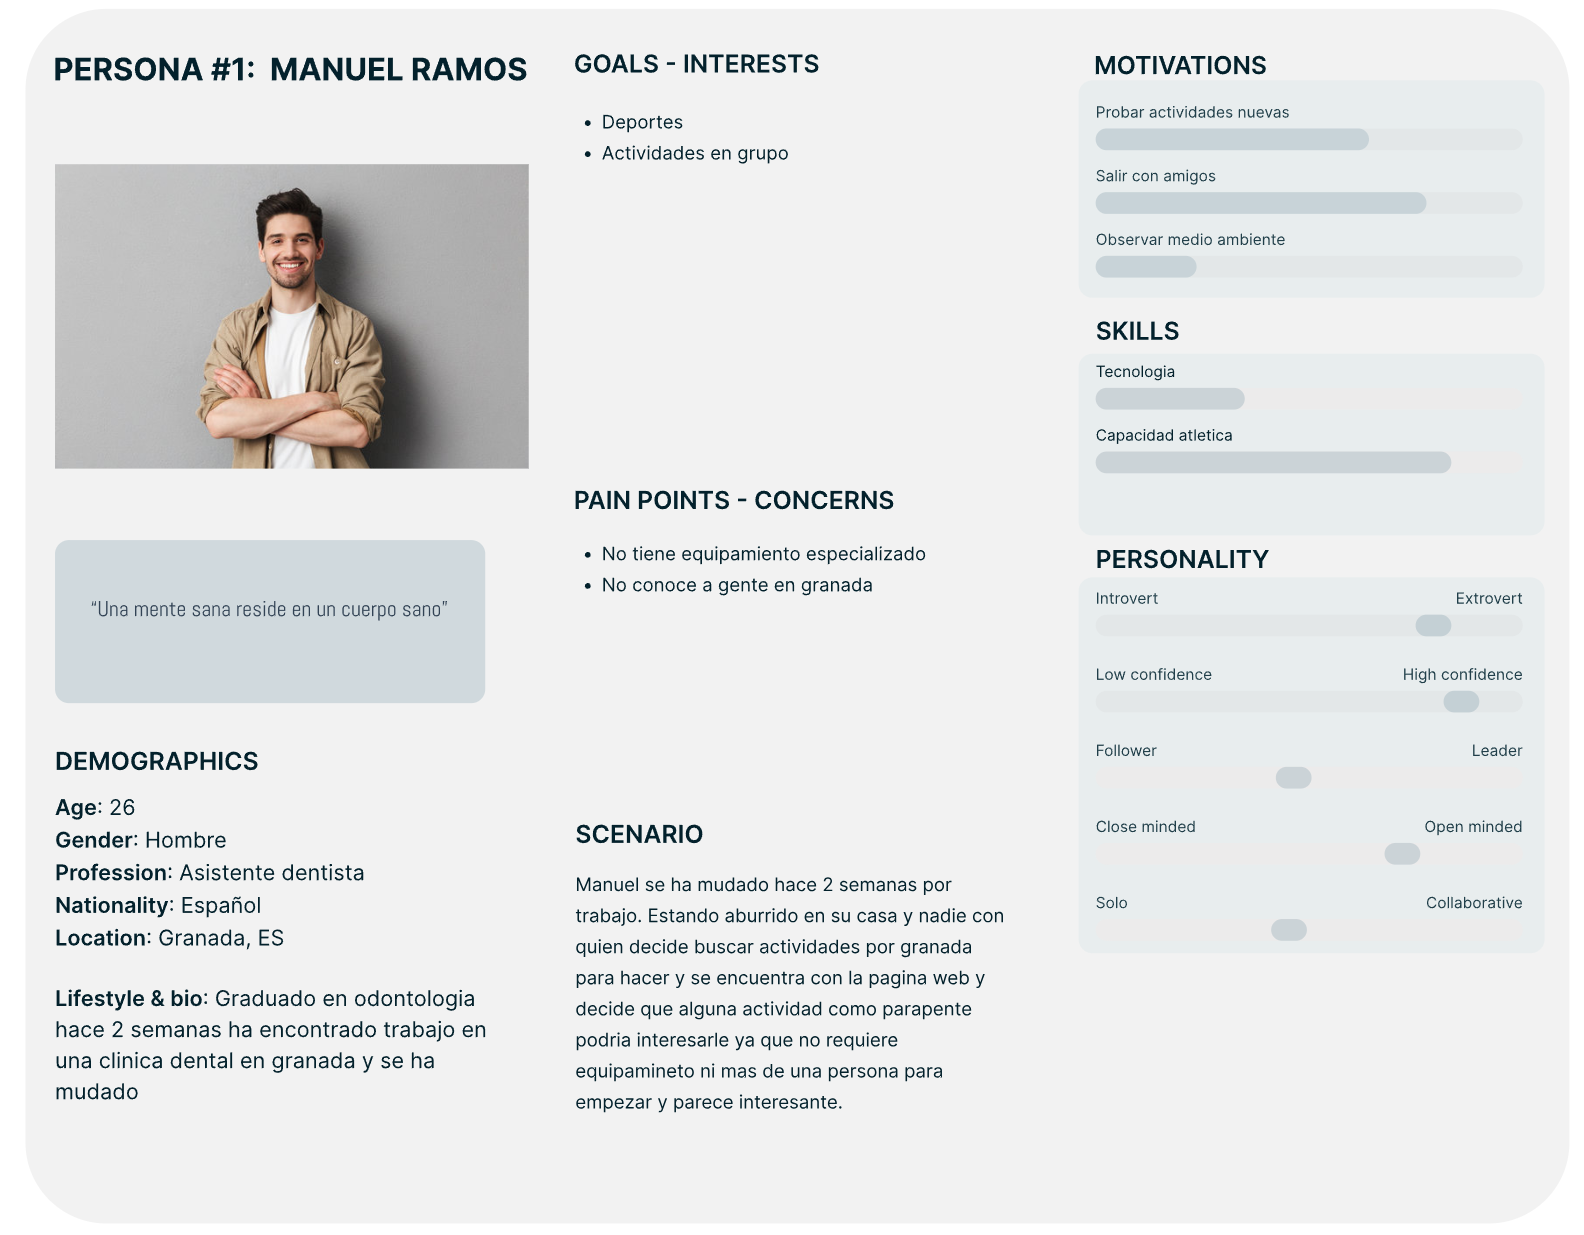 PERSONA #1: MANUEL RAMOS
“Una mente sana reside en un cuerpo sano”
DEMOGRAPHICS
Age: 26
Gender: Hombre
Profession: Asistente dentista
Nationality: Español
Location: Granada, ES
Lifestyle & bio: Graduado en odontologia
hace 2 semanas ha encontrado trabajo en
una clinica dental en granada y se ha
mudado
GOALS - INTERESTS
• Deportes
• Actividades en grupo
PAIN POINTS - CONCERNS
• No tiene equipamiento especializado
• No conoce a gente en granada
SCENARIO
Manuel se ha mudado hace 2 semanas por
trabajo. Estando aburrido en su casa y nadie con
quien decide buscar actividades por granada
para hacer y se encuentra con la pagina web y
decide que alguna actividad como parapente
podria interesarle ya que no requiere
equipamineto ni mas de una persona para
empezar y parece interesante.
MOTIVATIONS
Probar actividades nuevas
Salir con amigos
Observar medio ambiente
SKILLS
Tecnologia
Capacidad atletica
PERSONALITY
Introvert Extrovert
Low confidence High confidence
Follower Leader
Close minded Open minded
Solo Collaborative